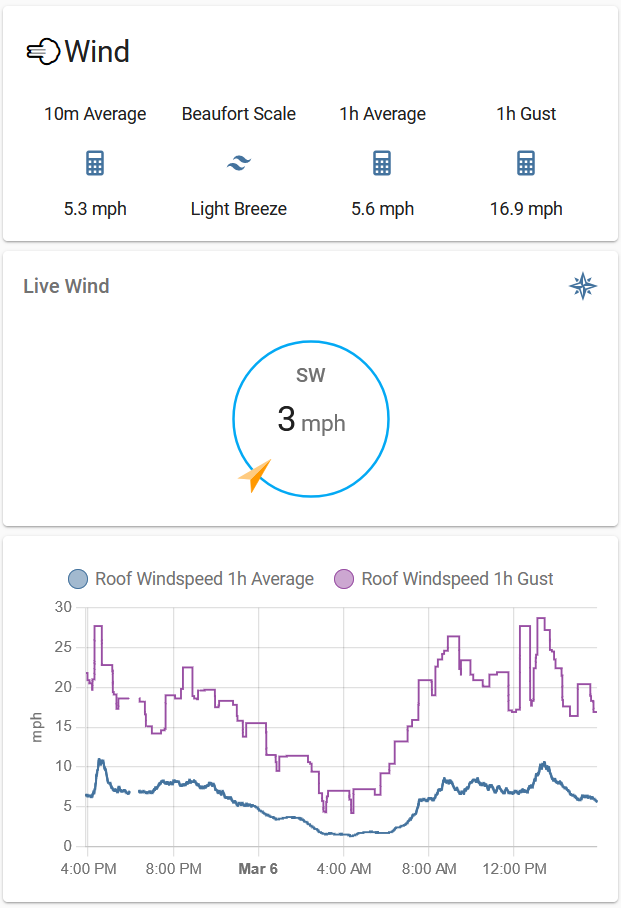 Wind
10m Average Beaufort Scale 1h Average 1h Gust
5.3 mph Light Breeze 5.6 mph 16.9 mph
Live Wind
SW
3 mph
Roof Windspeed 1h Average Roof Windspeed 1h Gust
30
25
20
15
10
5
0
mph
4:00 PM 8:00 PM Mar 6 4:00 AM 8:00 AM 12:00 PM